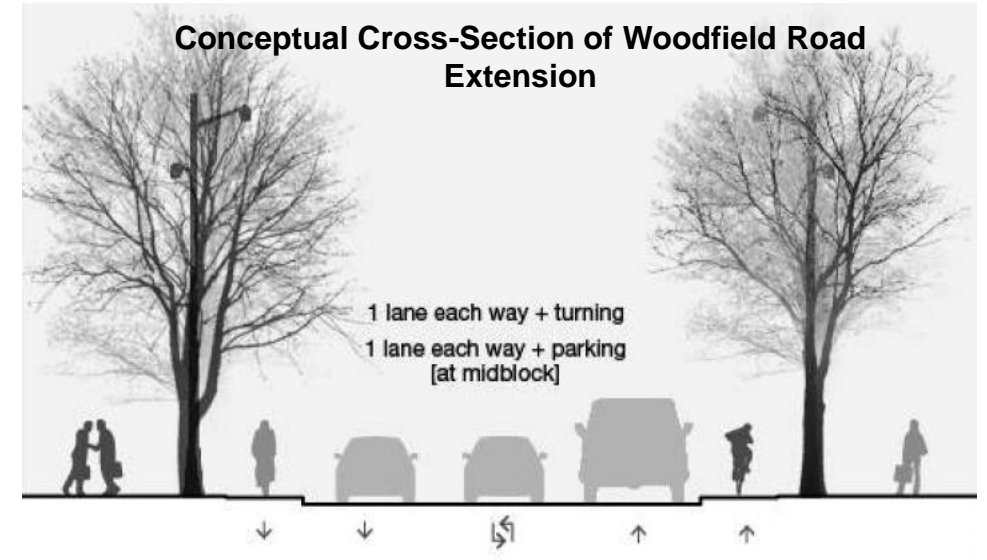 Conceptual Cross-Section of Woodfield Road
Extension
1 lane each way + turning
1 lane each way + parking
[at midblock]